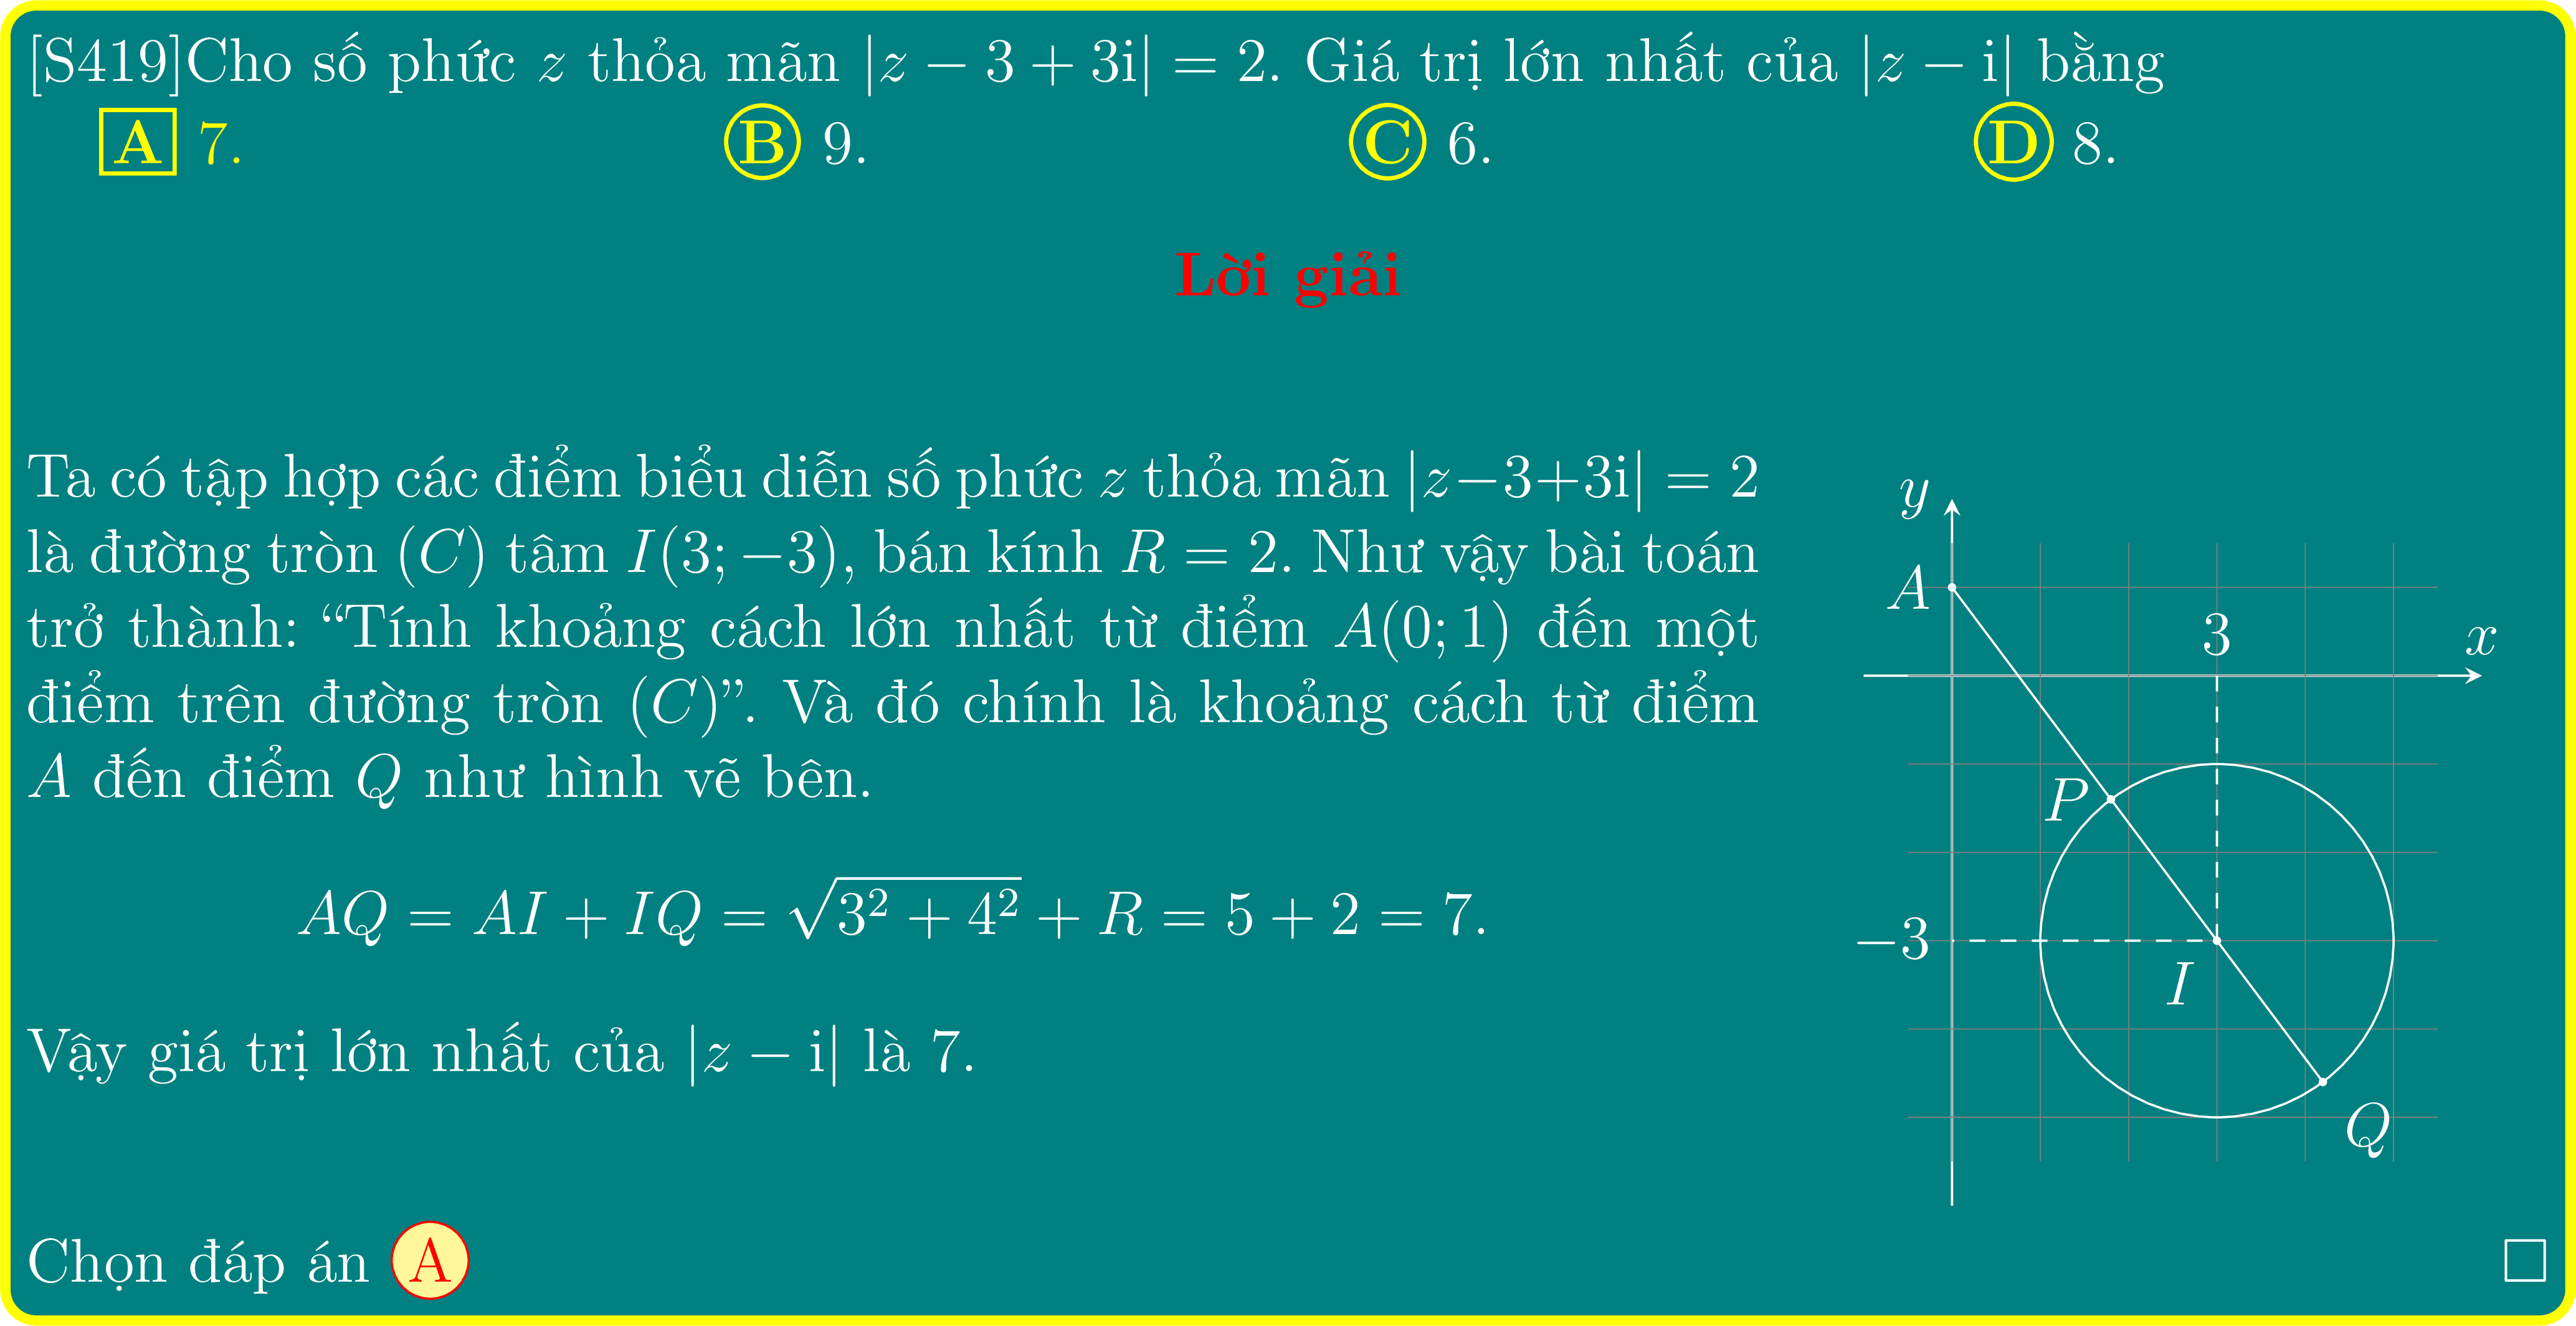 [S419]Cho số phức z thỏa mãn |z − 3 + 3i| = 2. Giá trị lớn nhất của |z − i| bằng
A 7. B 9. C 6. D 8.
Lời giải
Ta có tập hợp các điểm biểu diễn số phức z thỏa mãn |z−3+3i| = 2
là đường tròn (C) tâm I(3; −3), bán kính R = 2. Như vậy bài toán
trở thành: “Tính khoảng cách lớn nhất từ điểm A(0; 1) đến một
điểm trên đường tròn (C)”. Và đó chính là khoảng cách từ điểm
A đến điểm Q như hình vẽ bên.
AQ = AI + IQ = √(3² + 4²) + R = 5 + 2 = 7.
Vậy giá trị lớn nhất của |z − i| là 7.
y
A
3
x
P
−3
I
Q
Chọn đáp án A